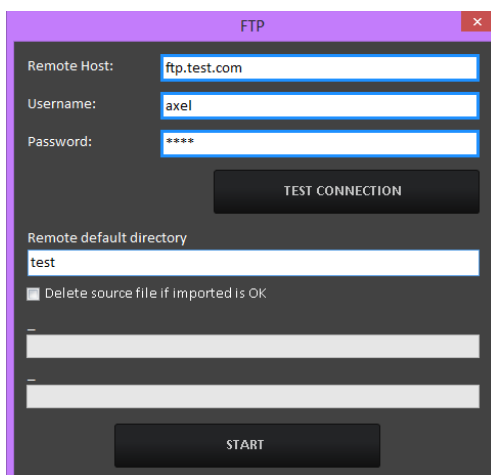 FTP
Remote Host: ftp.test.com
Username: axel
Password: ****
TEST CONNECTION
Remote default directory
test
Delete source file if imported is OK
_
_
START